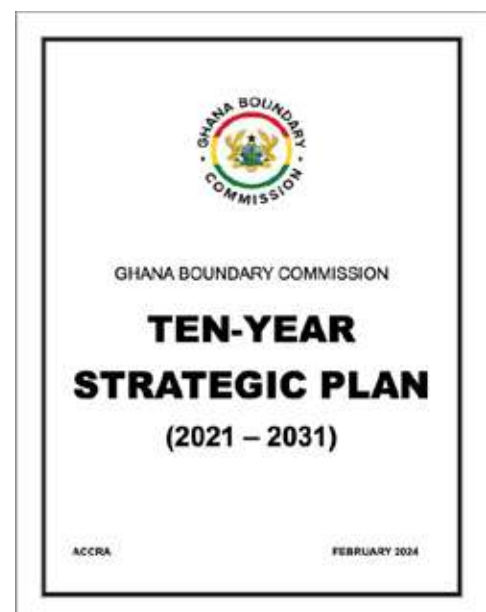 GHANA BOUNDARY
COMMISSION
GHANA BOUNDARY COMMISSION
TEN-YEAR
STRATEGIC PLAN
(2021 – 2031)
ACCRA FEBRUARY 2024